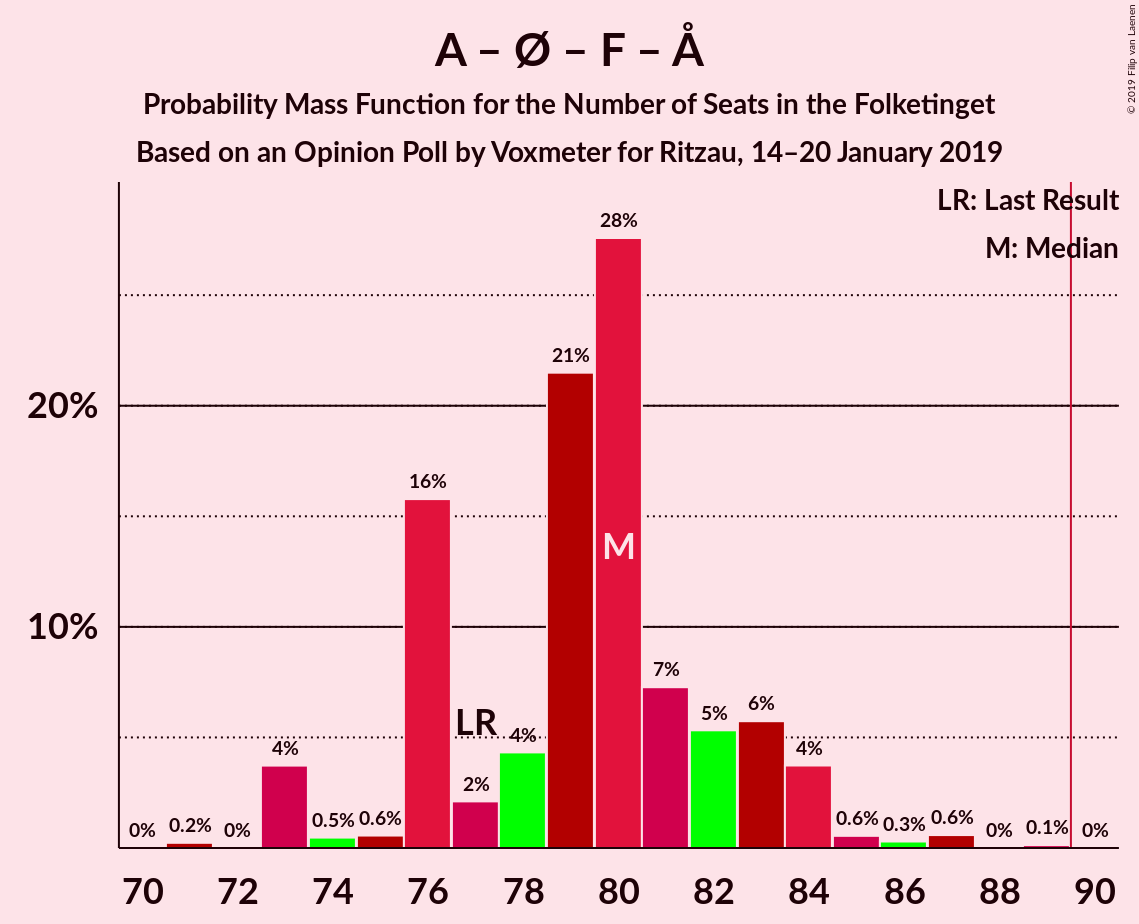 A – Ø – F – Å
Probability Mass Function for the Number of Seats in the Folketinget
Based on an Opinion Poll by Voxmeter for Ritzau, 14–20 January 2019
© 2019 Filip van Laenen
LR: Last Result
M: Median
20%
10%
0%
0.2%
0%
4%
0.5%
0.6%
16%
2%
LR
4%
21%
28%
M
7%
5%
6%
4%
0.6%
0.3%
0.6%
0%
0.1%
0%
70 72 74 76 78 80 82 84 86 88 90